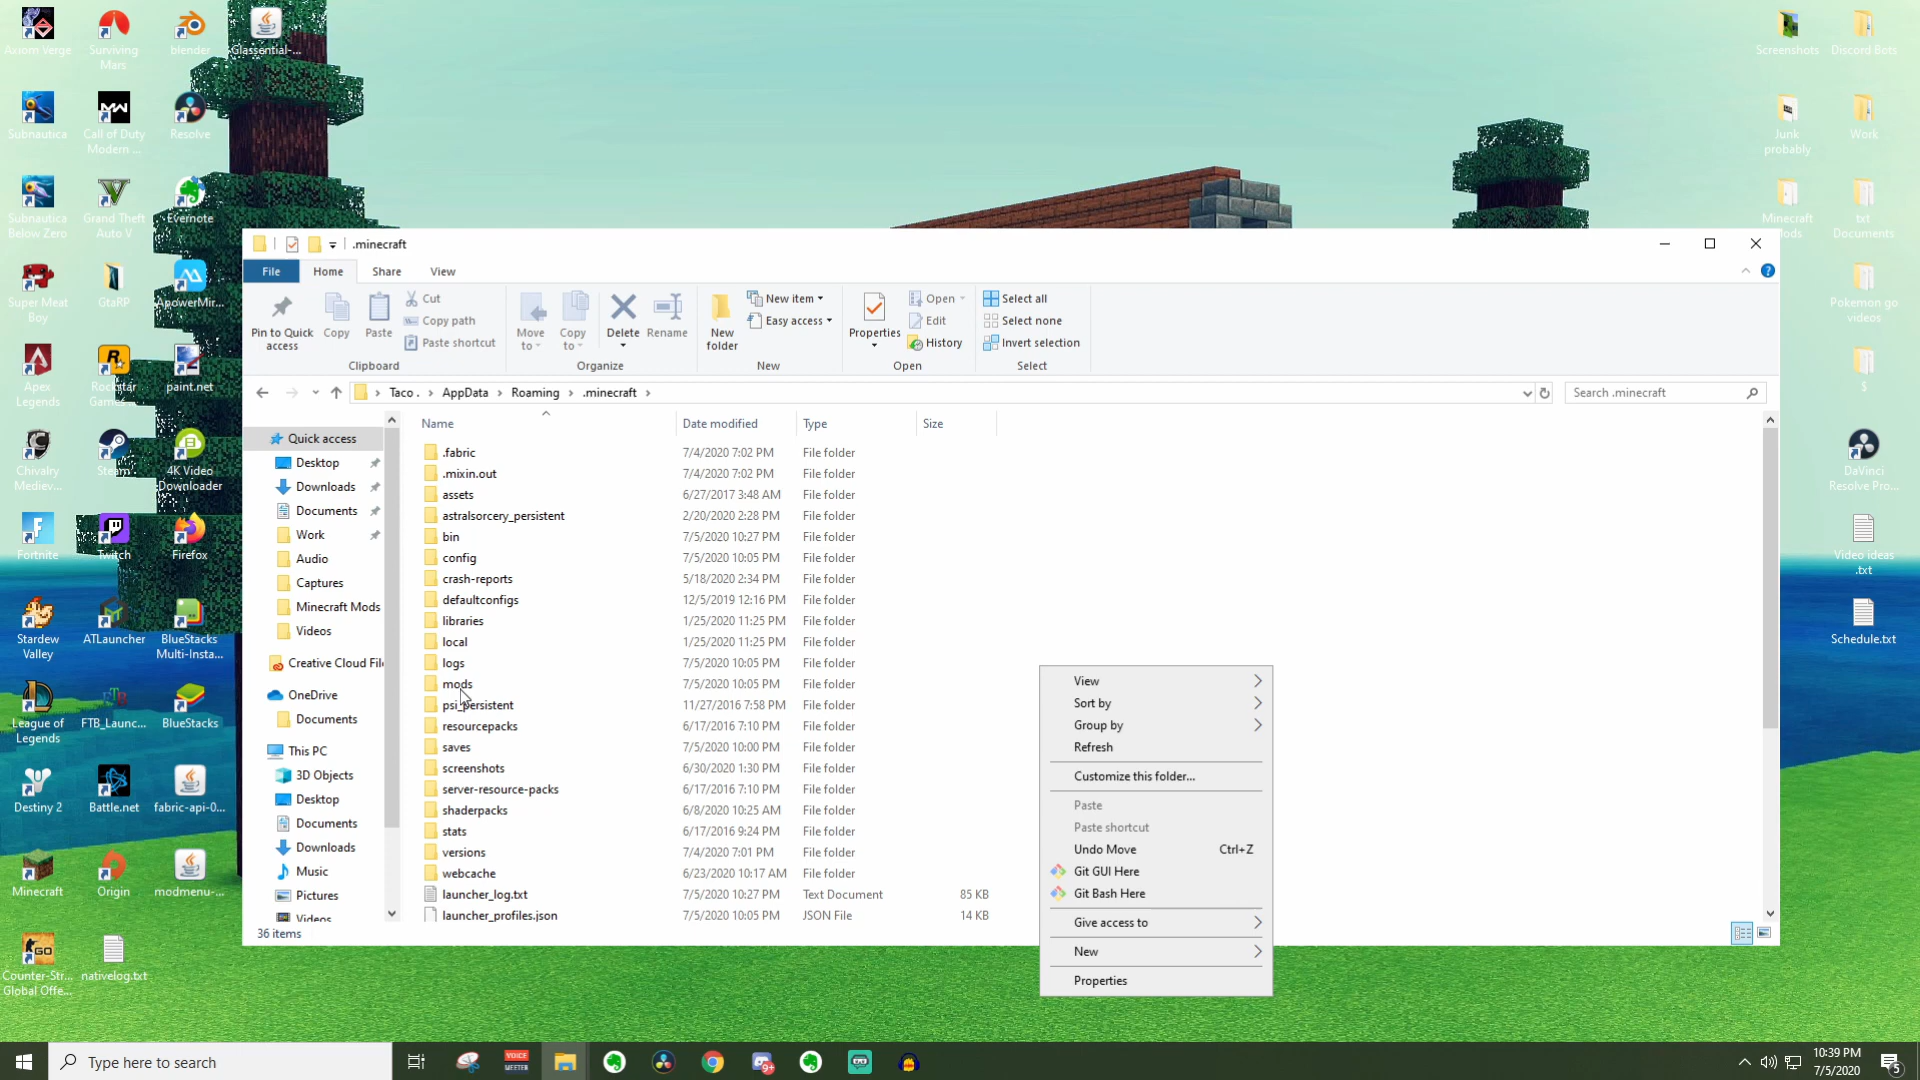 Axiom Verge
Surviving
Mars
blender
Glassential-...
Subnautica
Call of Duty
Modern ...
Resolve
Subnautica
Below Zero
Grand Theft
Auto V
Evernote
Super Meat
Boy
GtaRP
ApowerMir...
Apex
Legends
Rockstar
Games ...
paint.net
Chivalry
Mediev...
Steam
4K Video
Downloader
Fortnite
Twitch
Firefox
Stardew
Valley
ATLauncher
BlueStacks
Multi-Insta...
League of
Legends
FTB_Launc...
BlueStacks
Destiny 2
Battle.net
fabric-api-0...
Minecraft
Origin
modmenu-...
Counter-Str...
Global Offe...
nativelog.txt
Screenshots
Discord Bots
Junk
probably
Work
Minecraft
Mods
txt
Documents
Pokemon go
videos
$
DaVinci
Resolve Pro...
Video ideas
.txt
Schedule.txt
.minecraft
File
Home
Share
View
Pin to Quick
access
Copy
Paste
Cut
Copy path
Paste shortcut
Clipboard
Move
to
Copy
to
Delete
Rename
Organize
New
folder
New item
Easy access
New
Properties
Open
Edit
History
Open
Select all
Select none
Invert selection
Select
Taco . > AppData > Roaming > .minecraft >
Search .minecraft
Quick access
Desktop
Downloads
Documents
Work
Audio
Captures
Minecraft Mods
Videos
Creative Cloud File
OneDrive
Documents
This PC
3D Objects
Desktop
Documents
Downloads
Music
Pictures
Videos
Name Date modified Type Size
.fabric 7/4/2020 7:02 PM File folder
.mixin.out 7/4/2020 7:02 PM File folder
assets 6/27/2017 3:48 AM File folder
astralsorcery_persistent 2/20/2020 2:28 PM File folder
bin 7/5/2020 10:27 PM File folder
config 7/5/2020 10:05 PM File folder
crash-reports 5/18/2020 2:34 PM File folder
defaultconfigs 12/5/2019 12:16 PM File folder
libraries 1/25/2020 11:25 PM File folder
local 1/25/2020 11:25 PM File folder
logs 7/5/2020 10:05 PM File folder
mods 7/5/2020 10:05 PM File folder
psi_persistent 11/27/2016 7:58 PM File folder
resourcepacks 6/17/2016 7:10 PM File folder
saves 7/5/2020 10:00 PM File folder
screenshots 6/30/2020 1:30 PM File folder
server-resource-packs 6/17/2016 7:10 PM File folder
shaderpacks 6/8/2020 10:25 AM File folder
stats 6/17/2016 9:24 PM File folder
versions 7/4/2020 7:01 PM File folder
webcache 6/23/2020 10:17 AM File folder
launcher_log.txt 7/5/2020 10:27 PM Text Document 85 KB
launcher_profiles.json 7/5/2020 10:05 PM JSON File 14 KB
36 items
View
Sort by
Group by
Refresh
Customize this folder...
Paste
Paste shortcut
Undo Move Ctrl+Z
Git GUI Here
Git Bash Here
Give access to
New
Properties
Type here to search
VOICE
MEETER
9+
10:39 PM
7/5/2020
5